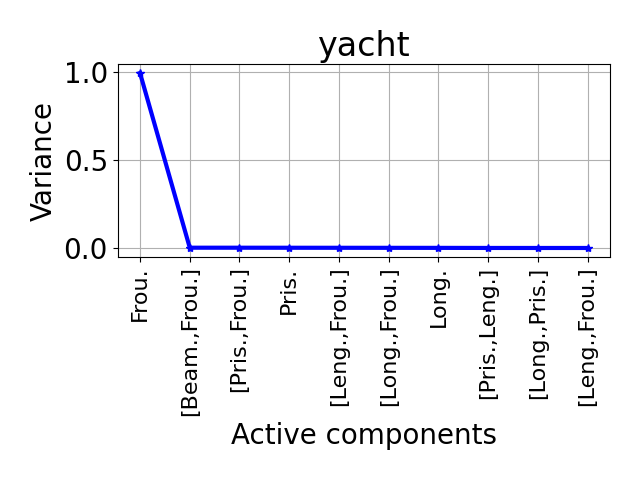 yacht
Variance
1.0
0.5
0.0
Frou.
[Beam.,Frou.]
[Pris.,Frou.]
Pris.
[Leng.,Frou.]
[Long.,Frou.]
Long.
[Pris.,Leng.]
[Long.,Pris.]
[Leng.,Frou.]
Active components